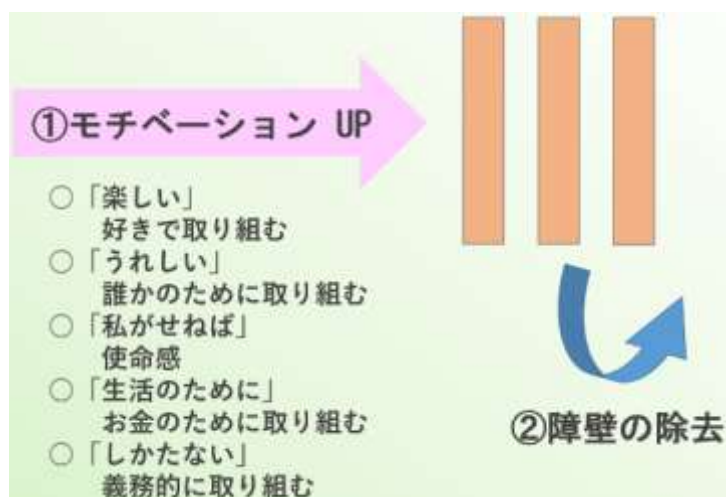 ①モチベーション UP
○「楽しい」
好きで取り組む
○「うれしい」
誰かのために取り組む
○「私がせねば」
使命感
○「生活のために」
お金のために取り組む
○「しかたない」
義務的に取り組む
②障壁の除去